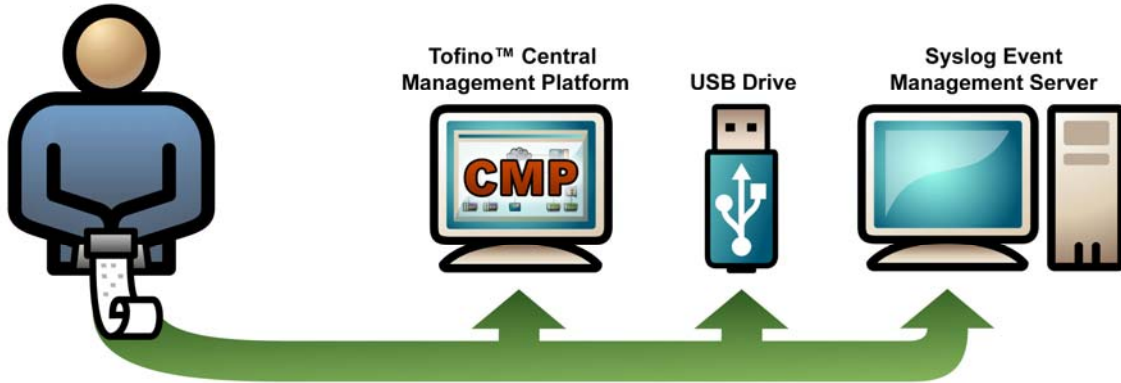 Tofino™ Central
Management Platform
USB Drive
Syslog Event
Management Server
CMP